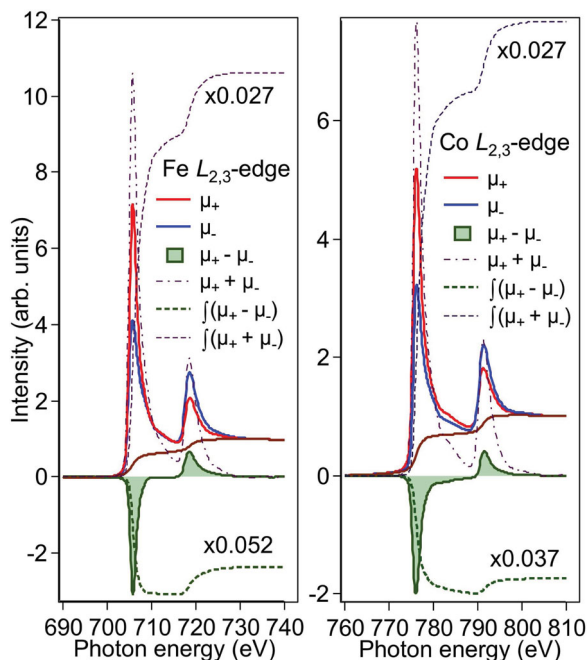 12
10
8
6
4
2
0
-2
Intensity (arb. units)
x0.027
Fe L2,3-edge
μ+
μ-
μ+ - μ-
μ+ + μ-
∫(μ+ - μ-)
∫(μ+ + μ-)
x0.052
690 700 710 720 730 740
Photon energy (eV)
6
4
2
0
-2
x0.027
Co L2,3-edge
μ+
μ-
μ+ - μ-
μ+ + μ-
∫(μ+ - μ-)
∫(μ+ + μ-)
x0.037
760 770 780 790 800 810
Photon energy (eV)